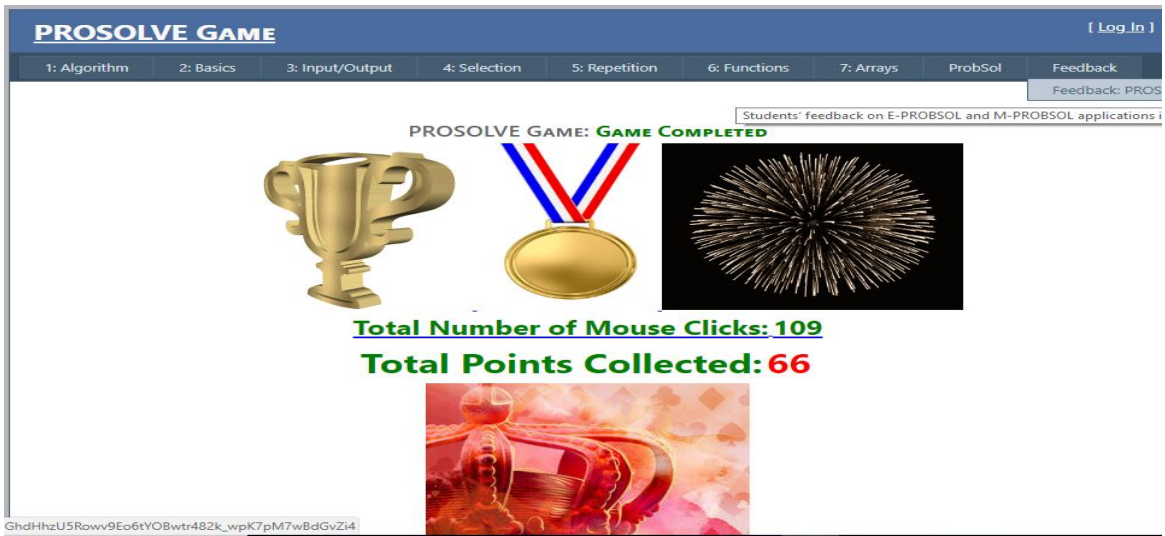 PROSOLVE GAME
[ Log In ]
1: Algorithm 2: Basics 3: Input/Output 4: Selection 5: Repetition 6: Functions 7: Arrays ProbSol Feedback
Feedback: PROS
Students' feedback on E-PROBSOL and M-PROBSOL applications i
PROSOLVE GAME: GAME COMPLETED
Total Number of Mouse Clicks: 109
Total Points Collected: 66
GhdHhzU5Rowv9Eo6tYOBwtr482k_wpK7pM7wBdGvZi4